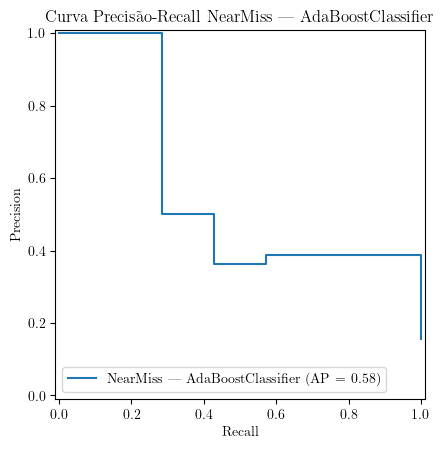 Curva Precisão-Recall NearMiss — AdaBoostClassifier
1.0
0.8
0.6
0.4
0.2
0.0
Precision
NearMiss — AdaBoostClassifier (AP = 0.58)
0.0 0.2 0.4 0.6 0.8 1.0
Recall